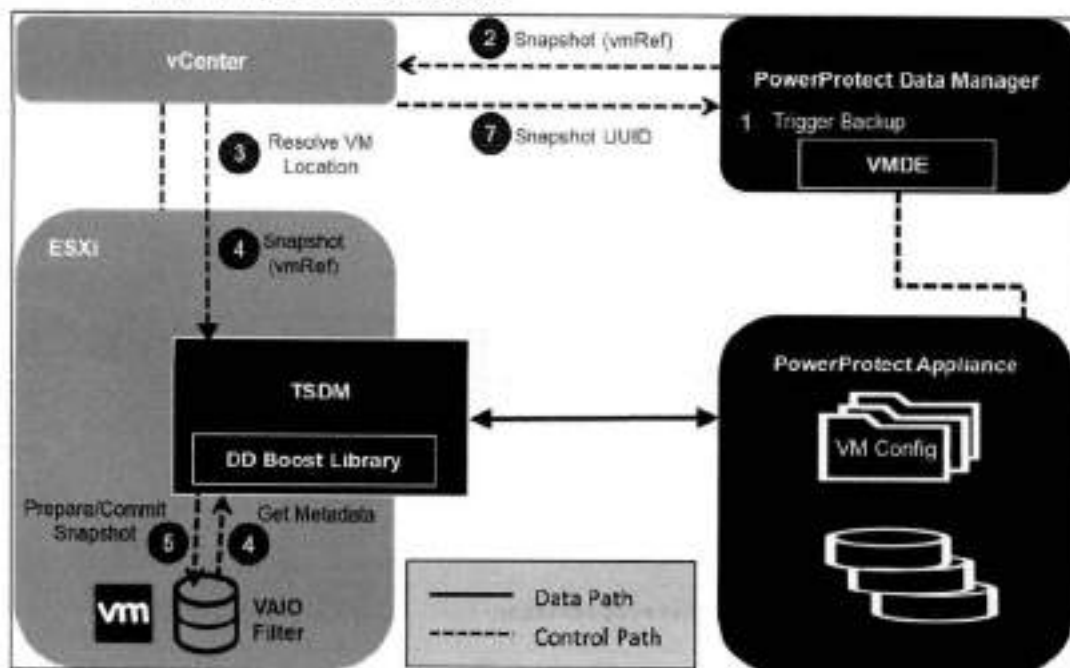 vCenter
2 Snapshot (vmRef)
7 Snapshot UUID
PowerProtect Data Manager
1 Trigger Backup
VMDE
3 Resolve VM
Location
ESXi
4 Snapshot
(vmRef)
TSDM
DD Boost Library
PowerProtect Appliance
VM Config
Prepare/Commit
Snapshot
5
4
Get Metadata
vm
VAIO
Filter
Data Path
Control Path